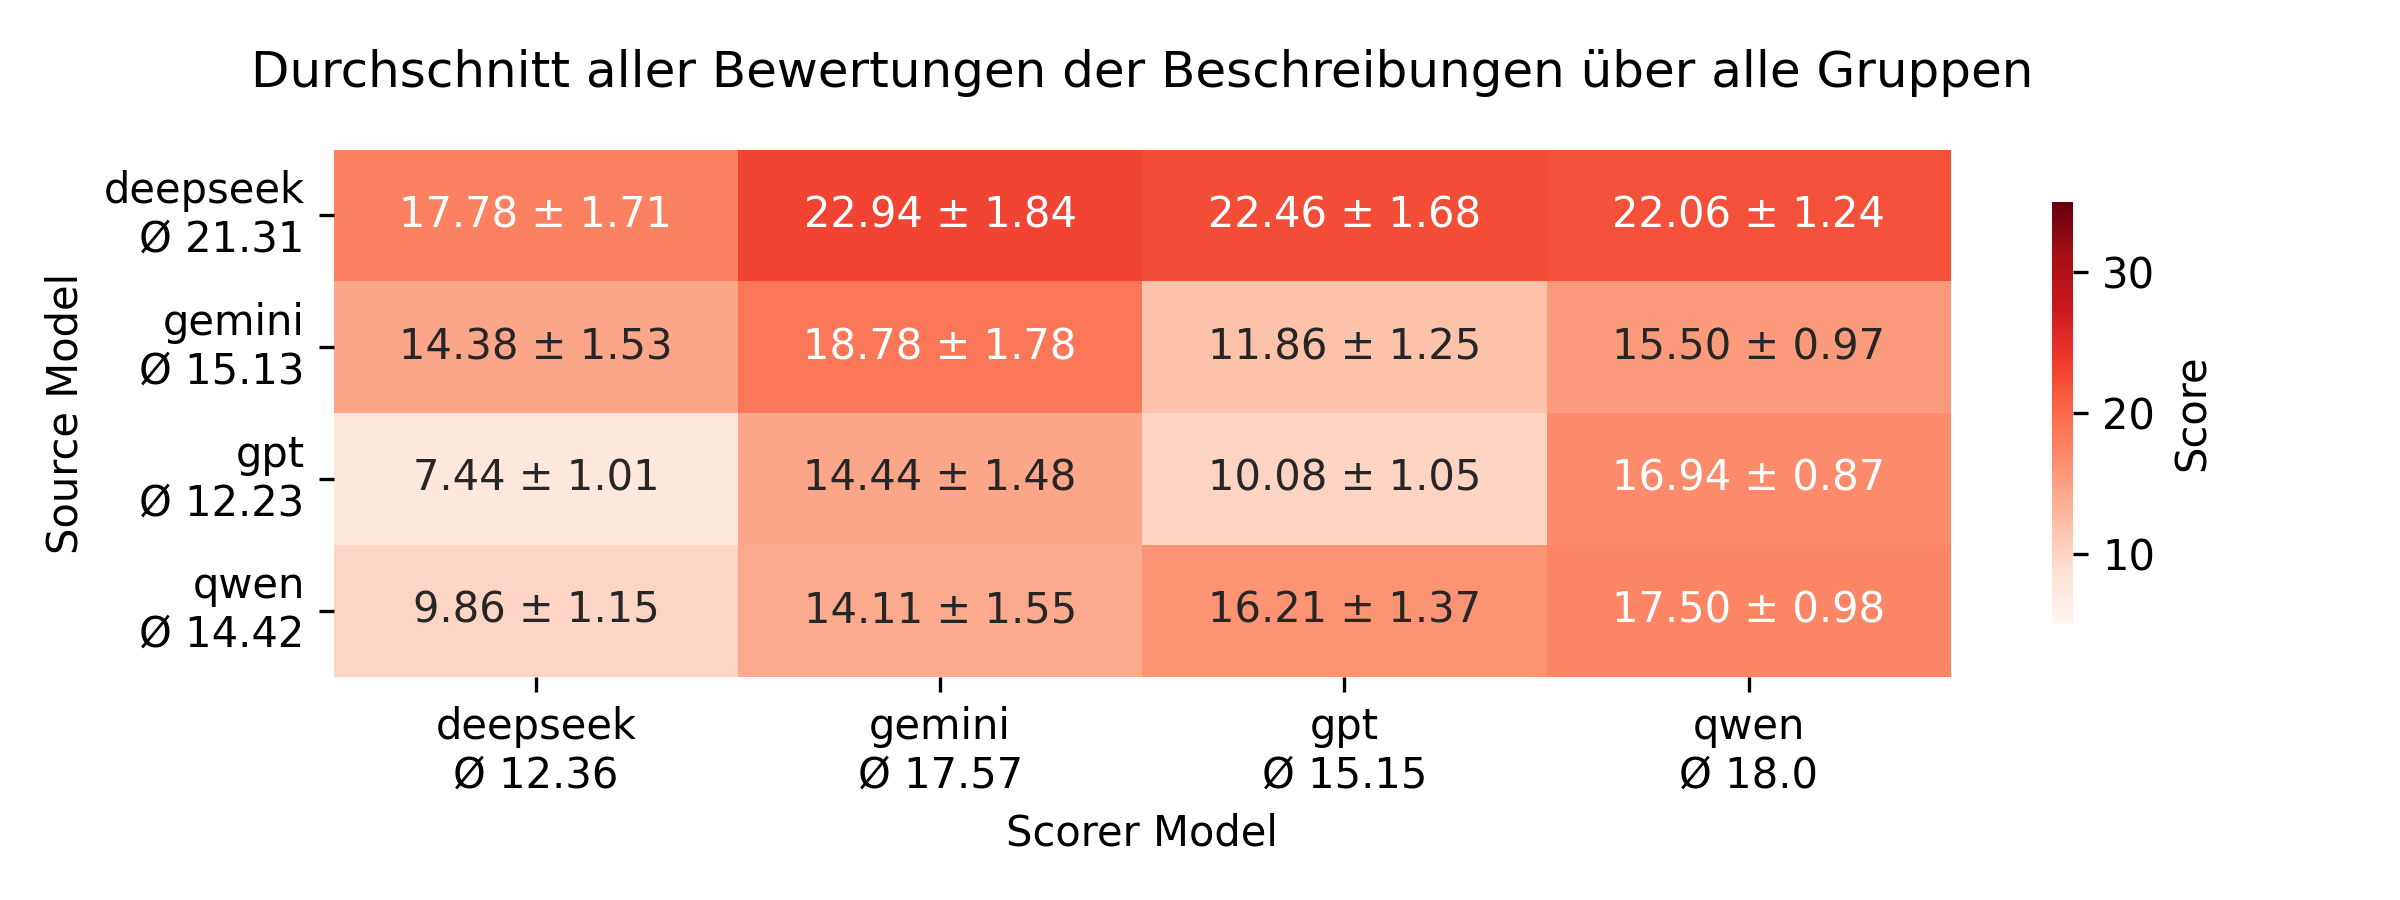 Durchschnitt aller Bewertungen der Beschreibungen über alle Gruppen
Source Model
deepseek
Ø 21.31
17.78 ± 1.71 22.94 ± 1.84 22.46 ± 1.68 22.06 ± 1.24
gemini
Ø 15.13
14.38 ± 1.53 18.78 ± 1.78 11.86 ± 1.25 15.50 ± 0.97
gpt
Ø 12.23
7.44 ± 1.01 14.44 ± 1.48 10.08 ± 1.05 16.94 ± 0.87
qwen
Ø 14.42
9.86 ± 1.15 14.11 ± 1.55 16.21 ± 1.37 17.50 ± 0.98
deepseek gemini gpt qwen
Ø 12.36 Ø 17.57 Ø 15.15 Ø 18.0
Scorer Model
30
20
10
Score